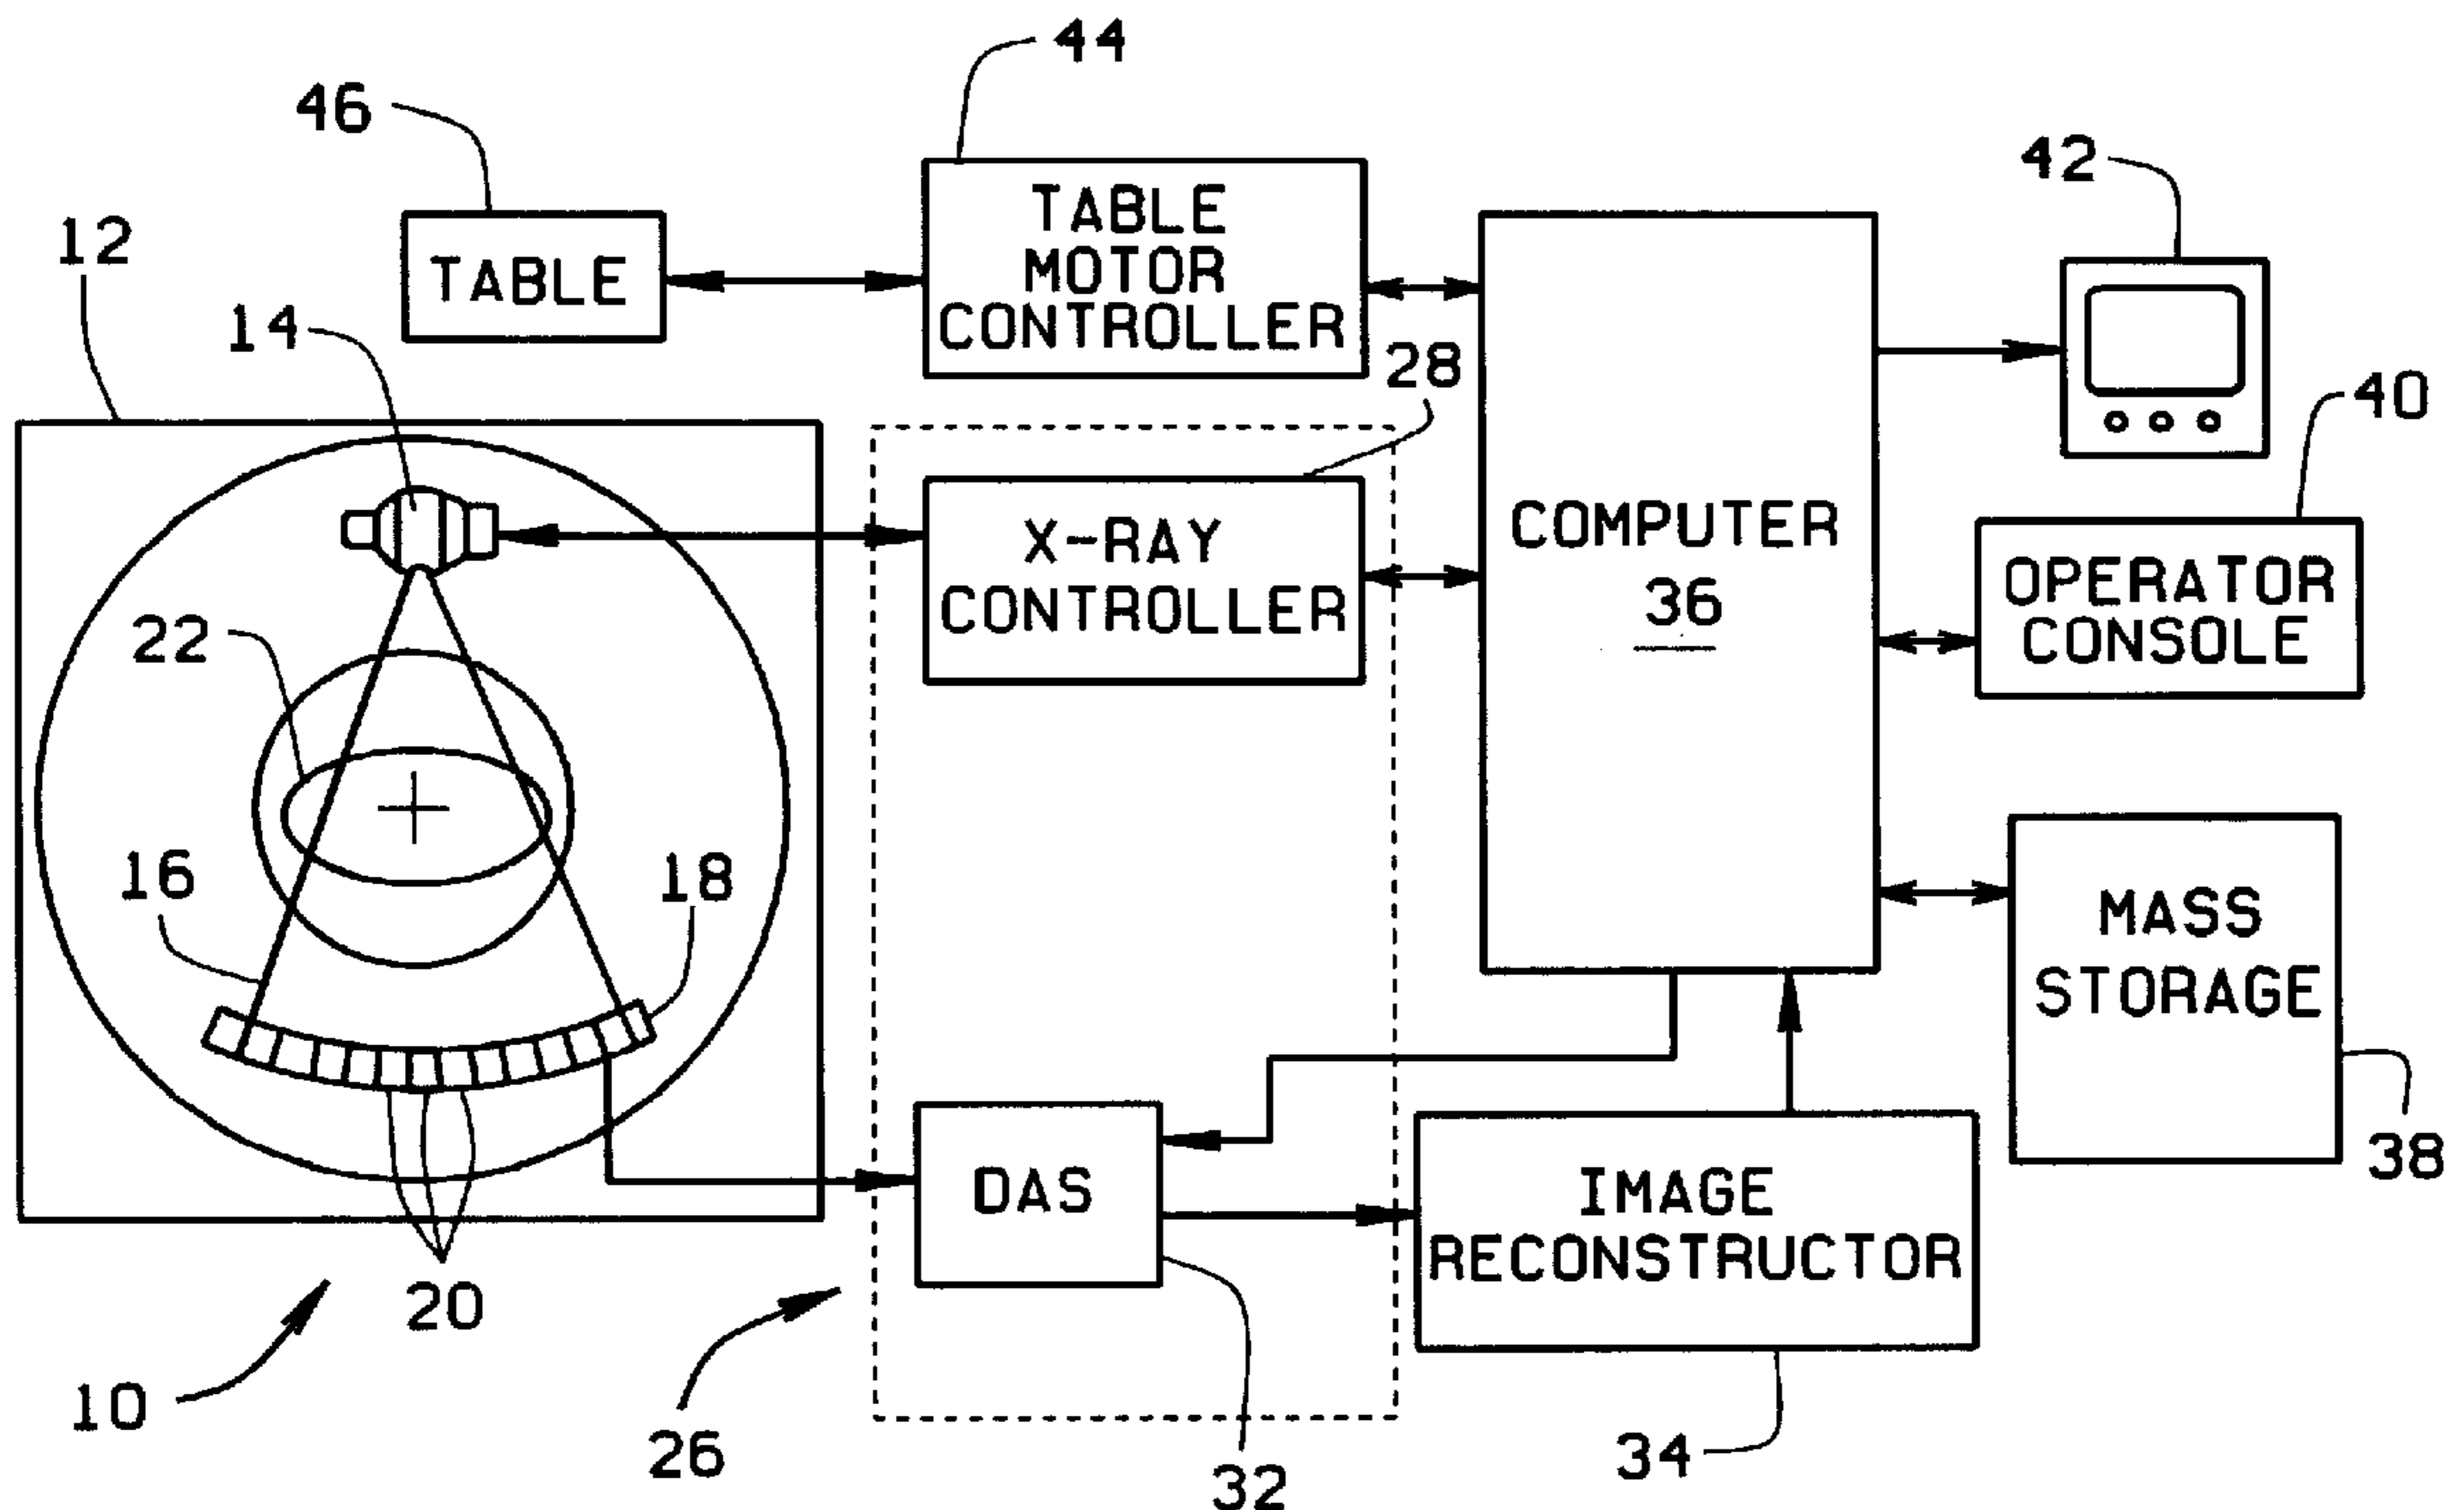 44
46
42
12
TABLE
MOTOR
CONTROLLER
TABLE
14
28
40
X-RAY
CONTROLLER
COMPUTER
36
OPERATOR
CONSOLE
22
16
18
MASS
STORAGE
DAS
IMAGE
RECONSTRUCTOR
38
20
10
26
32
34